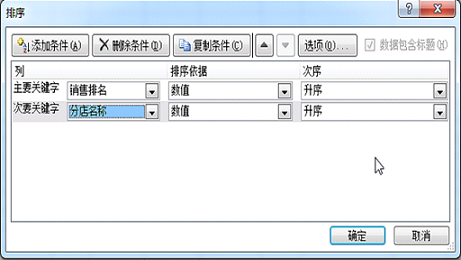 排序
添加条件(A) 删除条件(D) 复制条件(C) 选项(O)... 数据包含标题(H)
列 排序依据 次序
主要关键字 销售排名 数值 升序
次要关键字 分店名称 数值 升序
确定 取消